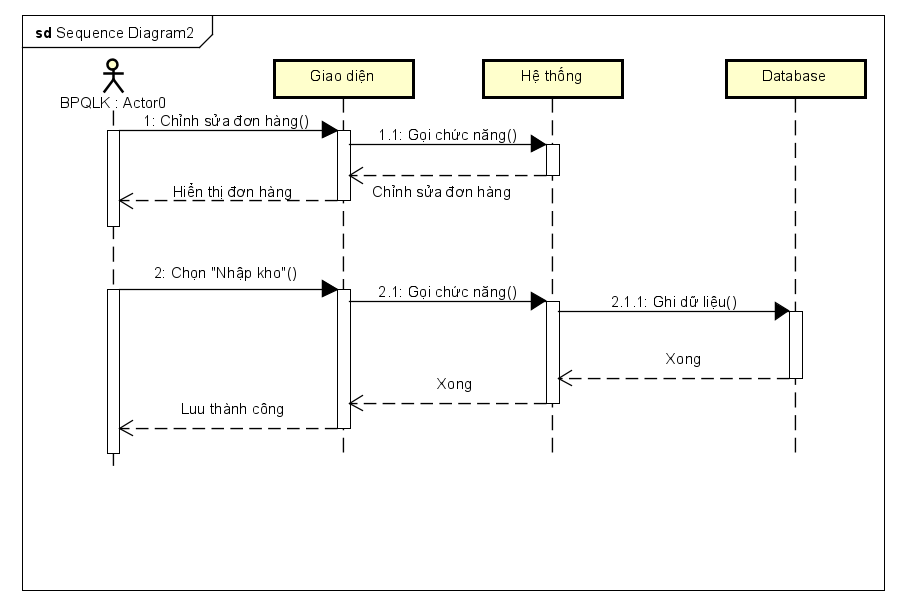 sd Sequence Diagram2
Giao diện
Hệ thống
Database
BPQLK : Actor0
1: Chỉnh sửa đơn hàng()
1.1: Gọi chức năng()
Hiển thị đơn hàng
Chỉnh sửa đơn hàng
2: Chọn "Nhập kho"()
2.1: Gọi chức năng()
2.1.1: Ghi dữ liệu()
Xong
Xong
Luu thành công